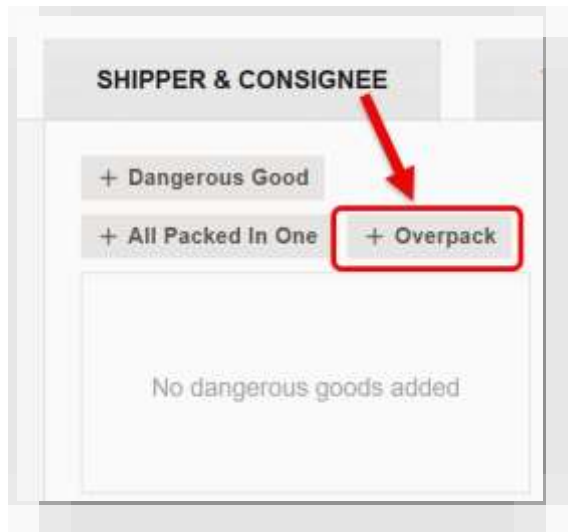 SHIPPER & CONSIGNEE
+ Dangerous Good
+ All Packed In One + Overpack
No dangerous goods added